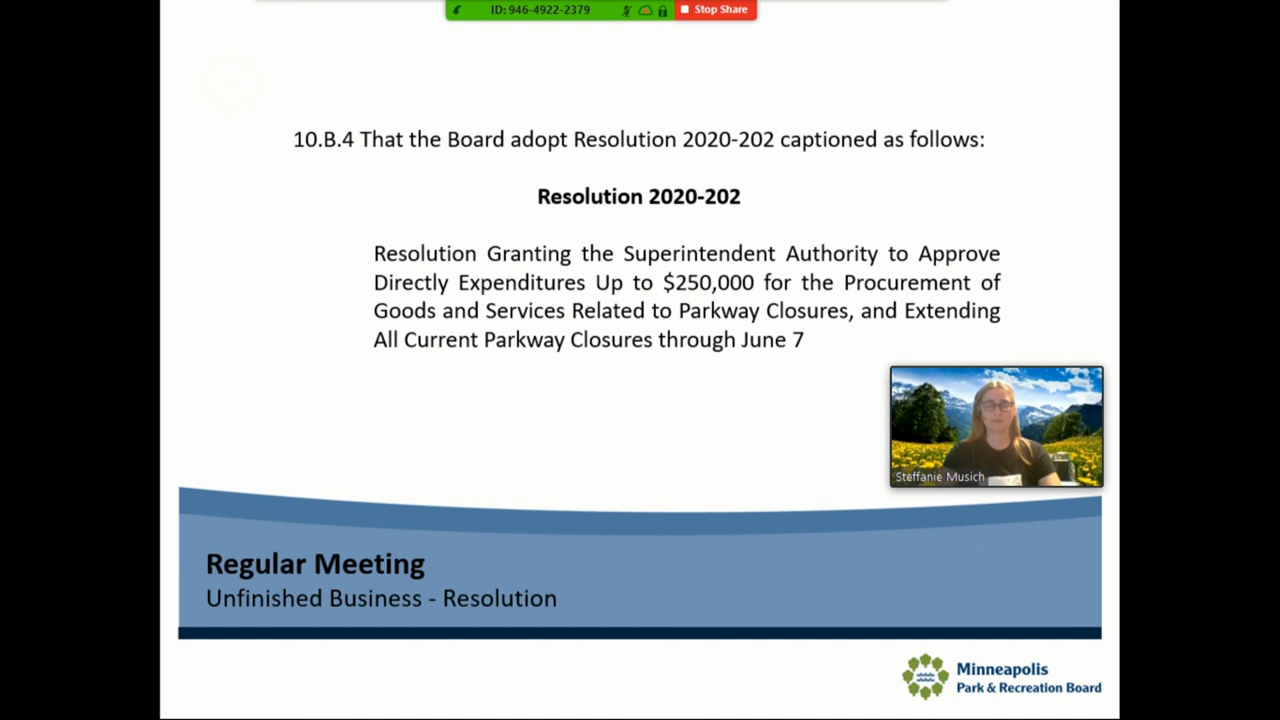 ID: 946-4922-2379
Stop Share
10.B.4 That the Board adopt Resolution 2020-202 captioned as follows:
Resolution 2020-202
Resolution Granting the Superintendent Authority to Approve
Directly Expenditures Up to $250,000 for the Procurement of
Goods and Services Related to Parkway Closures, and Extending
All Current Parkway Closures through June 7
Steffanie Musich
Regular Meeting
Unfinished Business - Resolution
Minneapolis
Park & Recreation Board